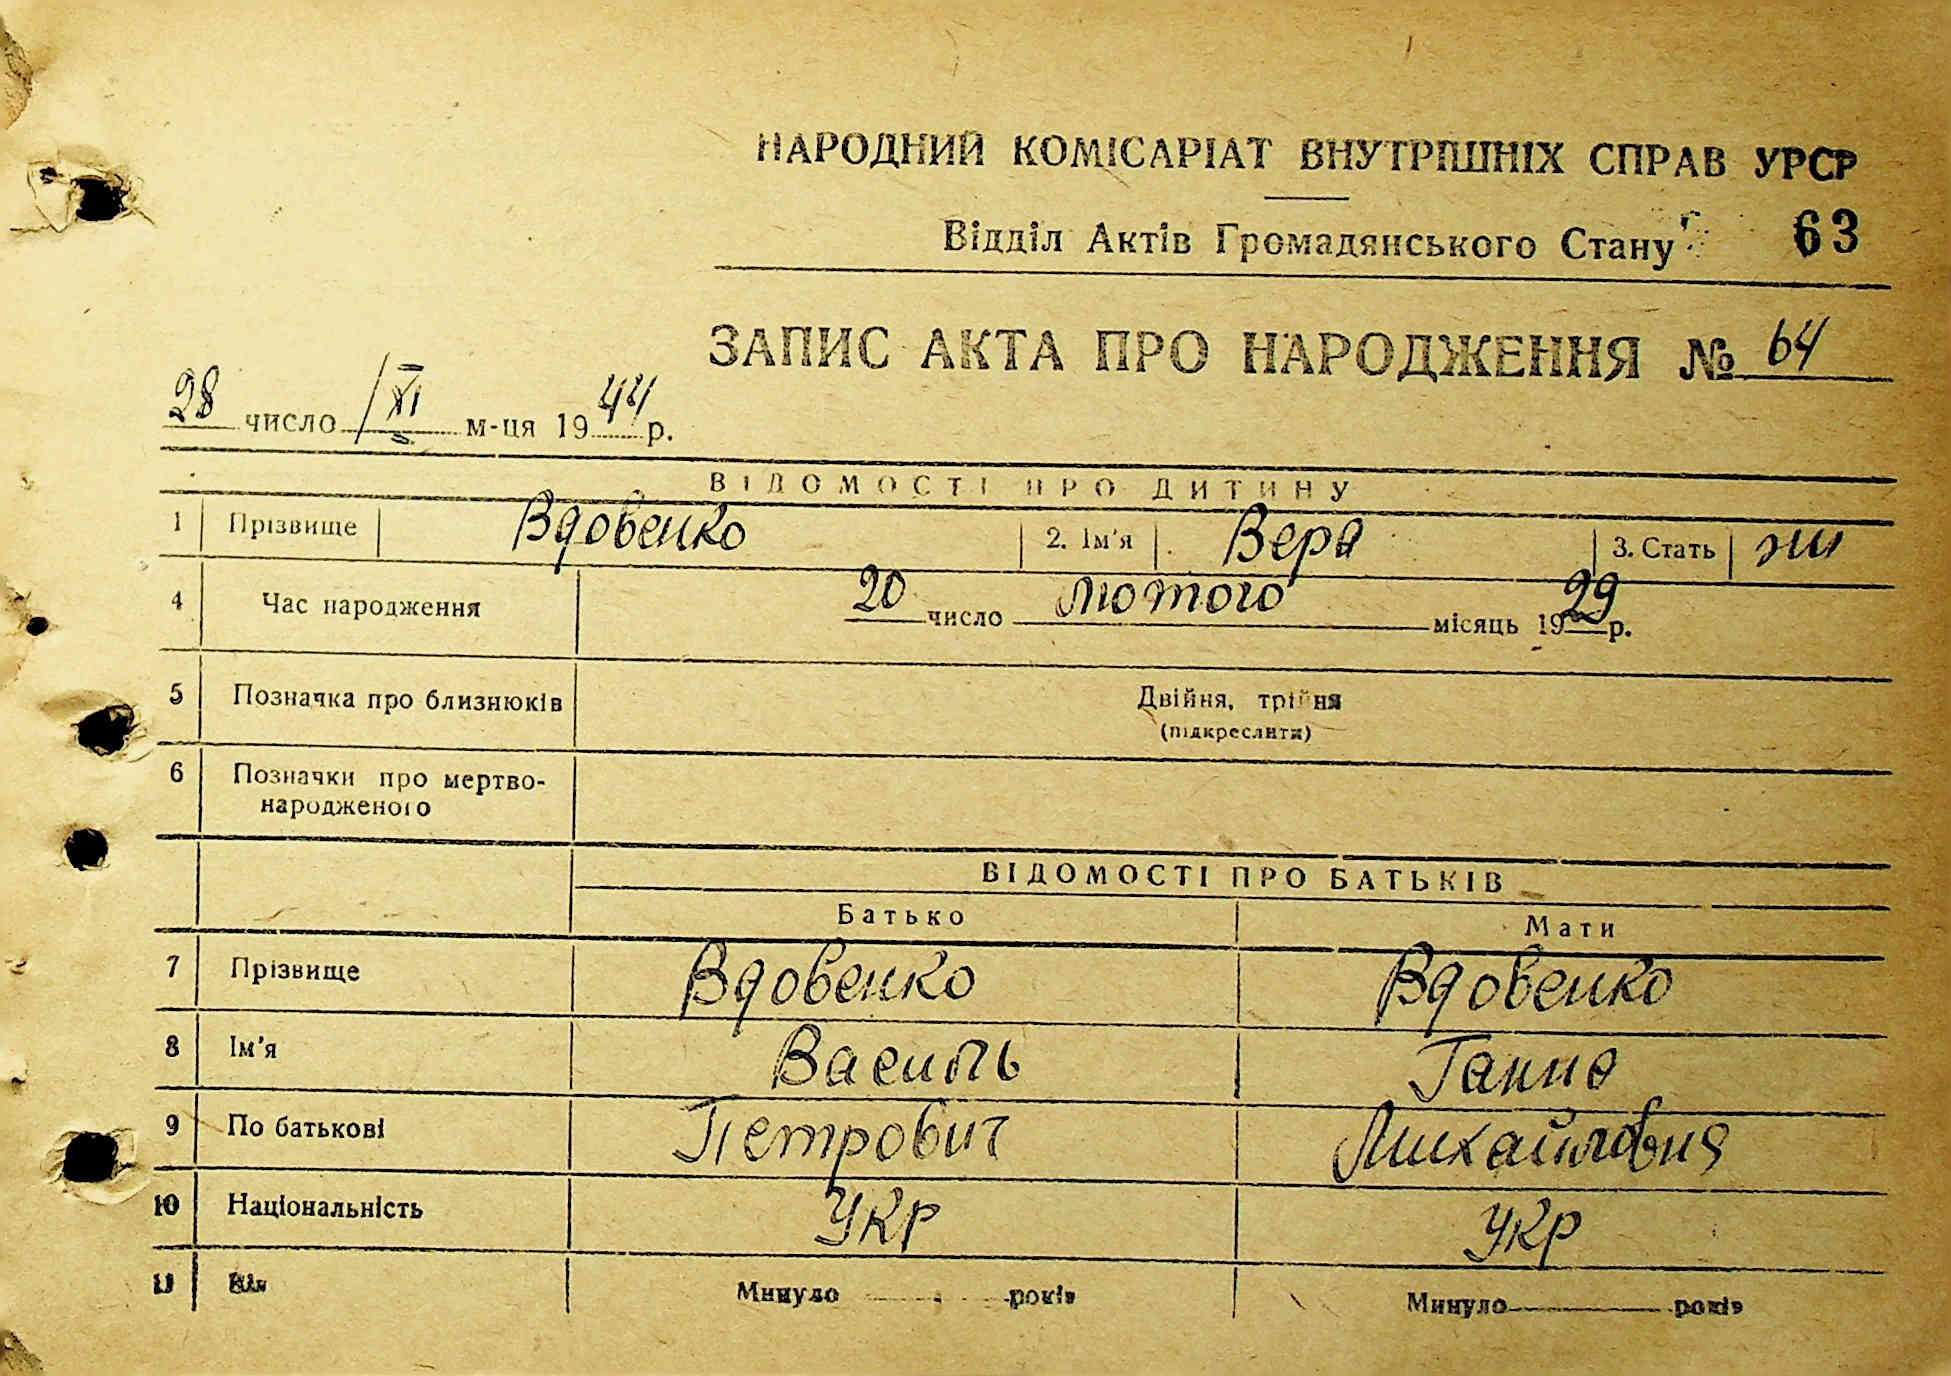 НАРОДНИЙ КОМІСАРІАТ ВНУТРІШНІХ СПРАВ УРСР
Відділ Актів Громадянського Стану 63
ЗАПИС АКТА ПРО НАРОДЖЕННЯ № 64
28 число XI м-ця 1944 р.
ВІДОМОСТІ ПРО ДИТИНУ
1 Прізвище Вдовенко 2. Ім'я Вера 3. Стать жін
4 Час народження 20 число лютого місяць 1929 р.
5 Позначка про близнюків Двійня, трійня
(підкреслити)
6 Позначки про мертво-
народженого
ВІДОМОСТІ ПРО БАТЬКІВ
Батько Мати
7 Прізвище Вдовенко Вдовенко
8 Ім'я Василь Ганна
9 По батькові Петрович Михайловна
10 Національність УКР УКР
11 Вік Минуло років Минуло років